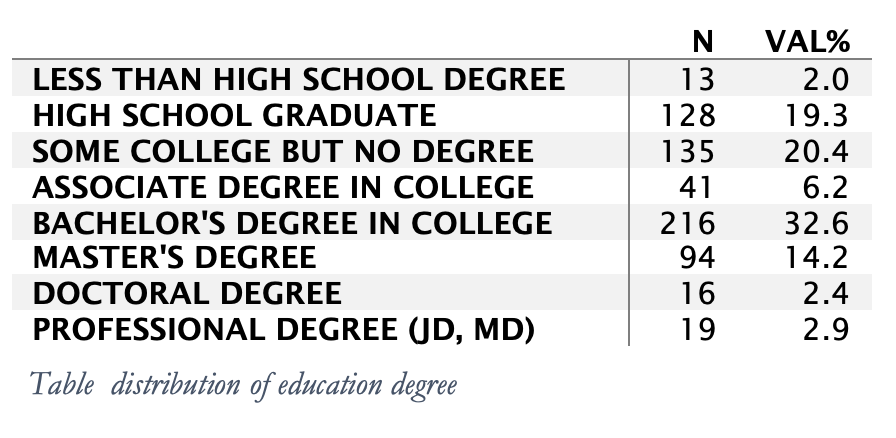 N VAL%
LESS THAN HIGH SCHOOL DEGREE 13 2.0
HIGH SCHOOL GRADUATE 128 19.3
SOME COLLEGE BUT NO DEGREE 135 20.4
ASSOCIATE DEGREE IN COLLEGE 41 6.2
BACHELOR'S DEGREE IN COLLEGE 216 32.6
MASTER'S DEGREE 94 14.2
DOCTORAL DEGREE 16 2.4
PROFESSIONAL DEGREE (JD, MD) 19 2.9
Table distribution of education degree